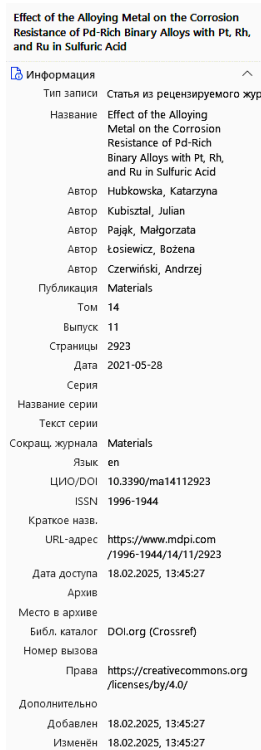 Effect of the Alloying Metal on the Corrosion
Resistance of Pd-Rich Binary Alloys with Pt, Rh,
and Ru in Sulfuric Acid
Информация
Тип записи Статья из рецензируемого жур
Название Effect of the Alloying
Metal on the Corrosion
Resistance of Pd-Rich
Binary Alloys with Pt, Rh,
and Ru in Sulfuric Acid
Автор Hubkowska, Katarzyna
Автор Kubisztal, Julian
Автор Pająk, Małgorzata
Автор Łosiewicz, Bożena
Автор Czerwiński, Andrzej
Публикация Materials
Том 14
Выпуск 11
Страницы 2923
Дата 2021-05-28
Серия
Название серии
Текст серии
Сокращ. журнала Materials
Язык en
ЦИО/DOI 10.3390/ma14112923
ISSN 1996-1944
Краткое назв.
URL-адрес https://www.mdpi.com
/1996-1944/14/11/2923
Дата доступа 18.02.2025, 13:45:27
Архив
Место в архиве
Библ. каталог DOI.org (Crossref)
Номер вызова
Права https://creativecommons.org
/licenses/by/4.0/
Дополнительно
Добавлен 18.02.2025, 13:45:27
Изменён 18.02.2025, 13:45:27